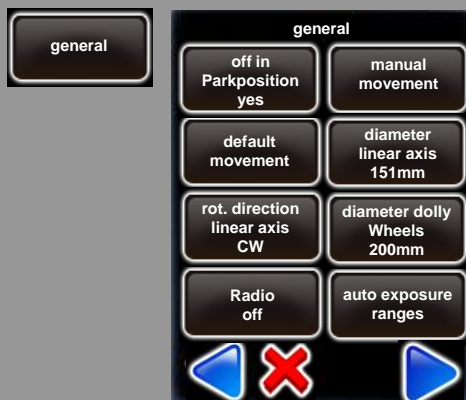 general
general
off in
Parkposition
yes
manual
movement
default
movement
diameter
linear axis
151mm
rot. direction
linear axis
CW
diameter dolly
Wheels
200mm
Radio
off
auto exposure
ranges